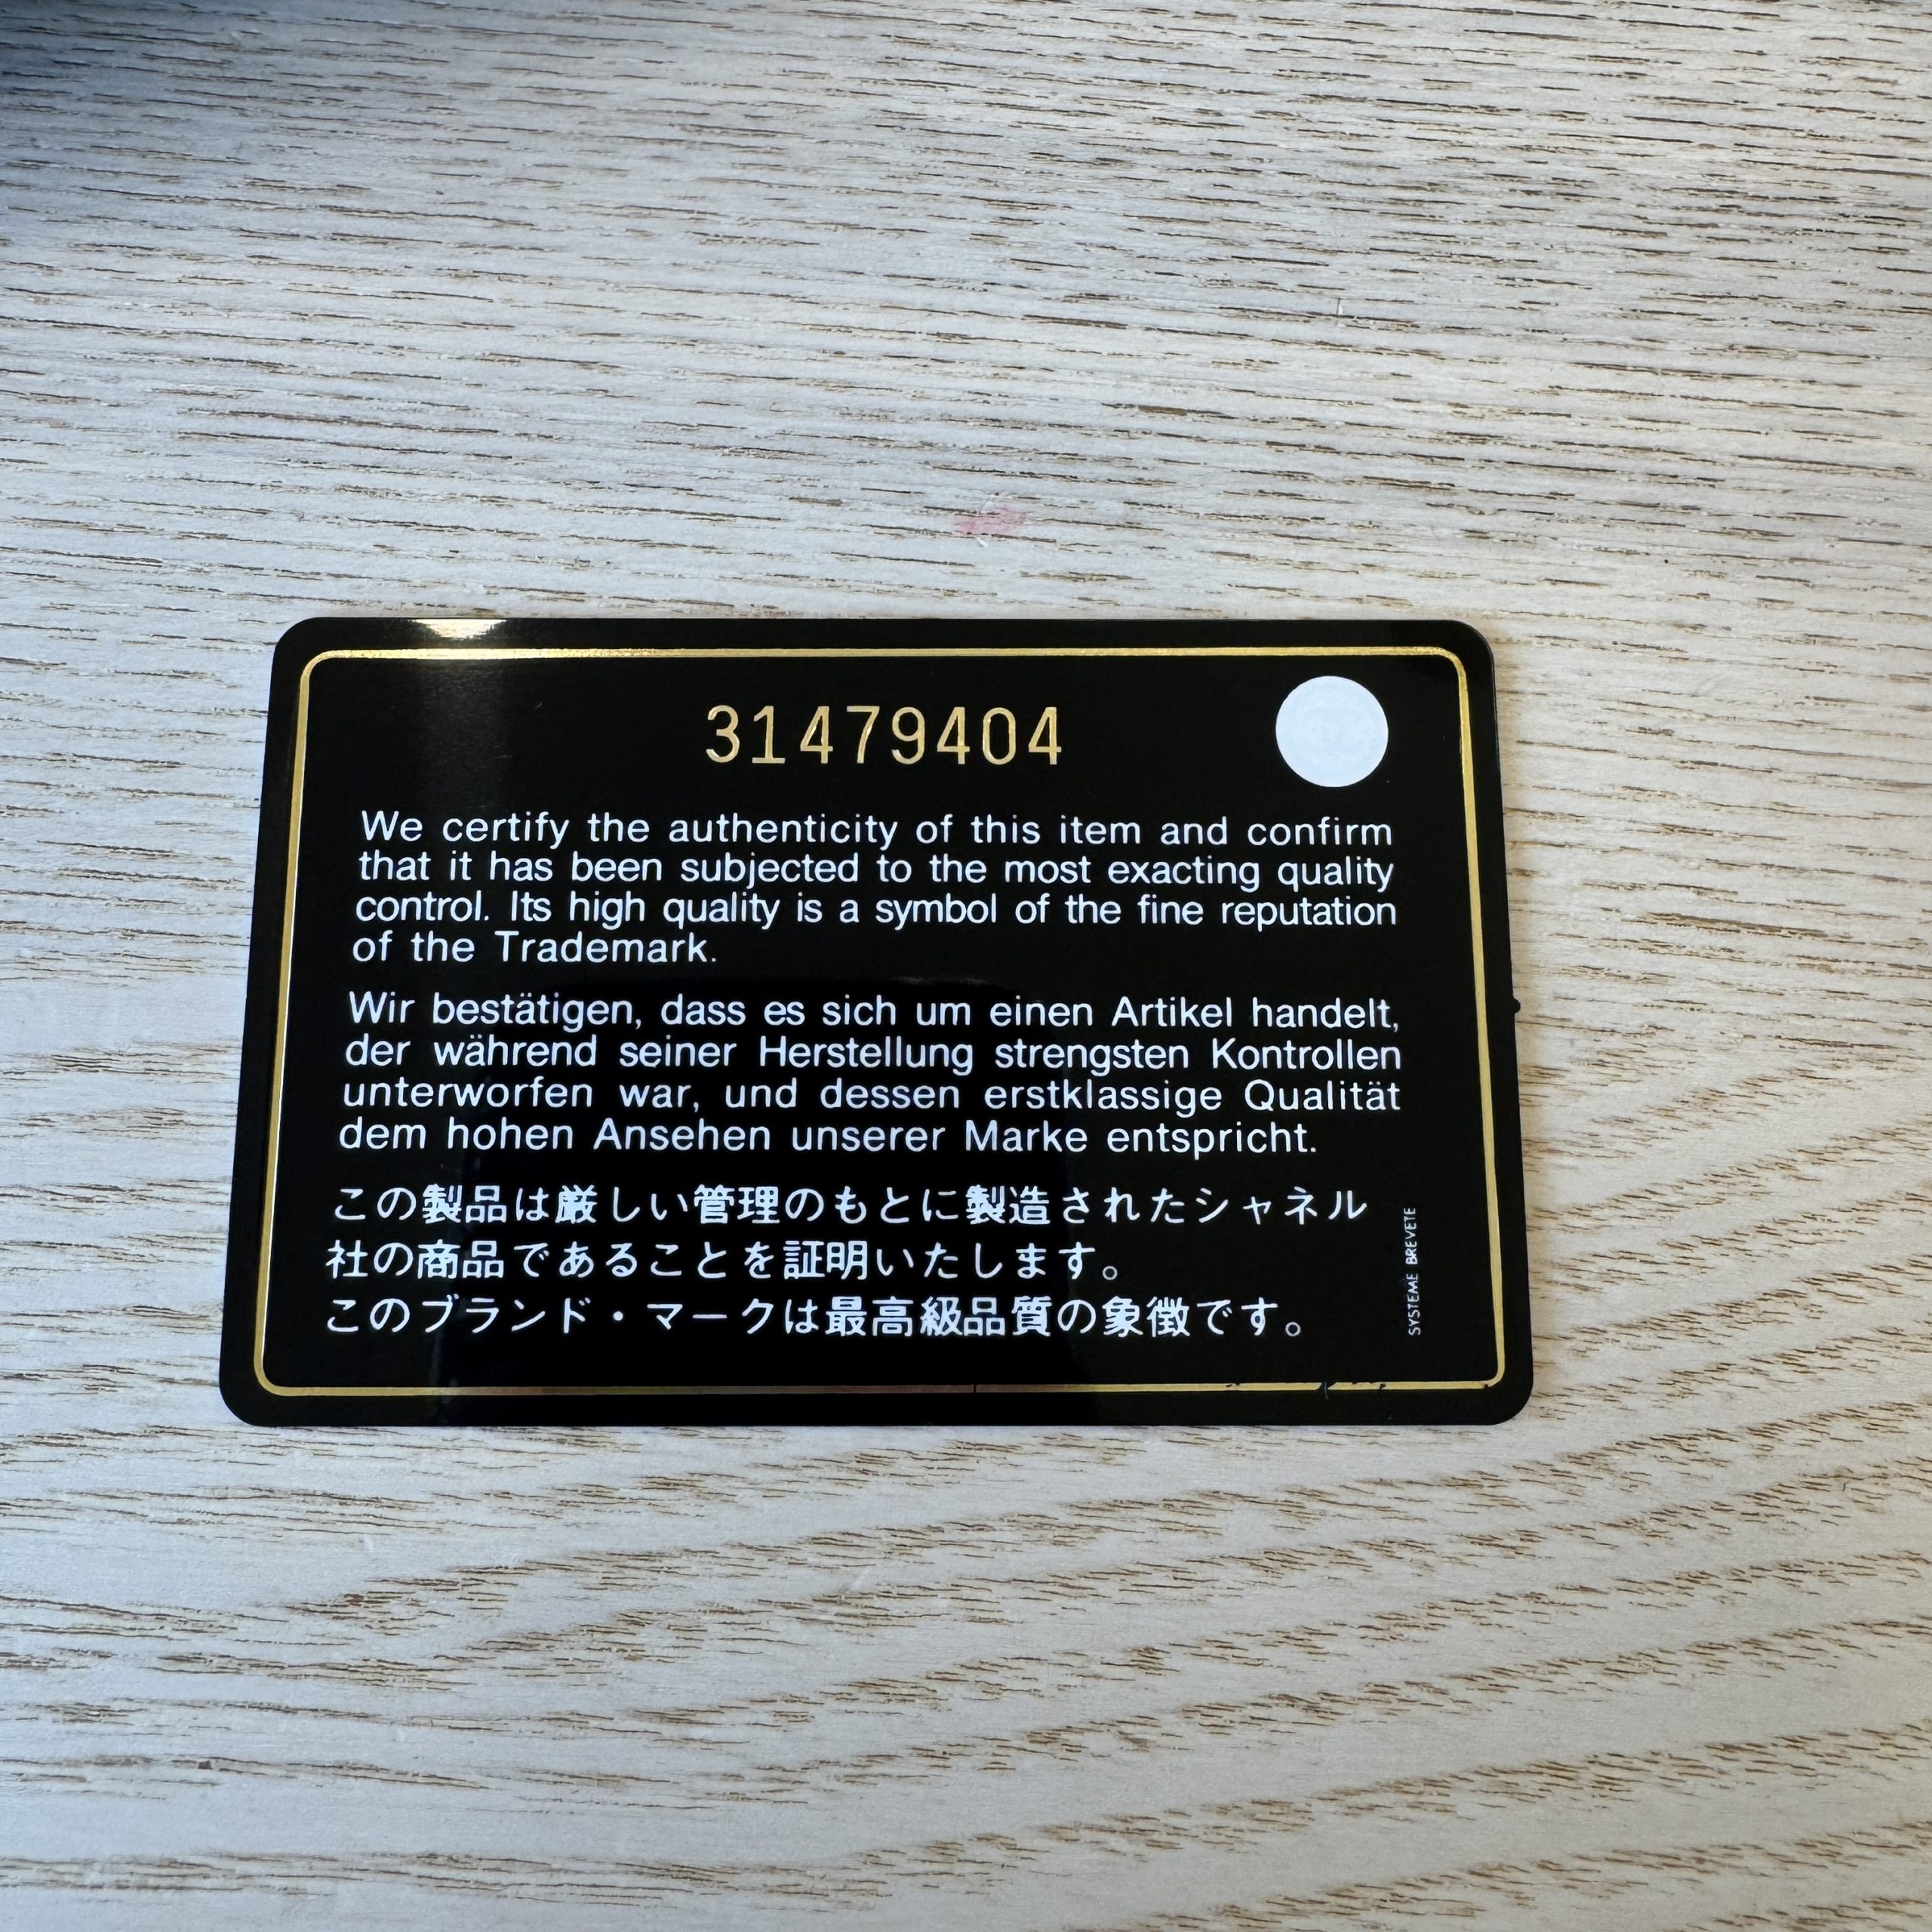 31479404
We certify the authenticity of this item and confirm
that it has been subjected to the most exacting quality
control. Its high quality is a symbol of the fine reputation
of the Trademark.
Wir bestätigen, dass es sich um einen Artikel handelt,
der während seiner Herstellung strengsten Kontrollen
unterworfen war, und dessen erstklassige Qualität
dem hohen Ansehen unserer Marke entspricht.
この製品は厳しい管理のもとに製造されたシャネル
社の商品であることを証明いたします。
このブランド・マークは最高級品質の象徴です。
SYSTEME BREVETE